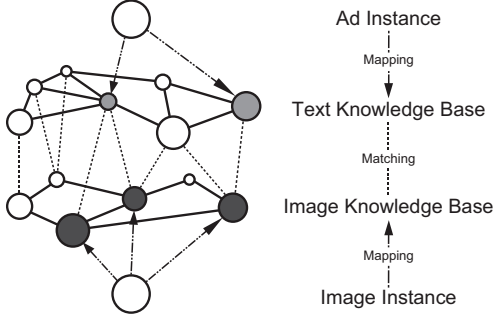 Ad Instance
Mapping
Text Knowledge Base
Matching
Image Knowledge Base
Mapping
Image Instance